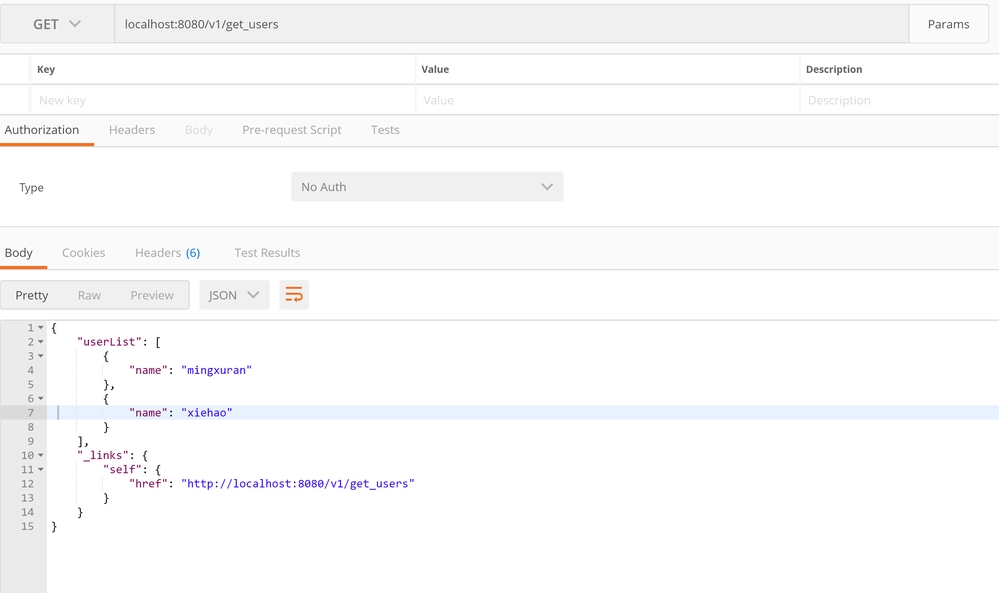 GET localhost:8080/v1/get_users Params
Key Value Description
New key Value Description
Authorization Headers Body Pre-request Script Tests
Type No Auth
Body Cookies Headers (6) Test Results
Pretty Raw Preview JSON
1 {
2 "userList": [
3 {
4 "name": "mingxuran"
5 },
6 {
7 "name": "xiehao"
8 }
9 ],
10 "_links": {
11 "self": {
12 "href": "http://localhost:8080/v1/get_users"
13 }
14 }
15 }